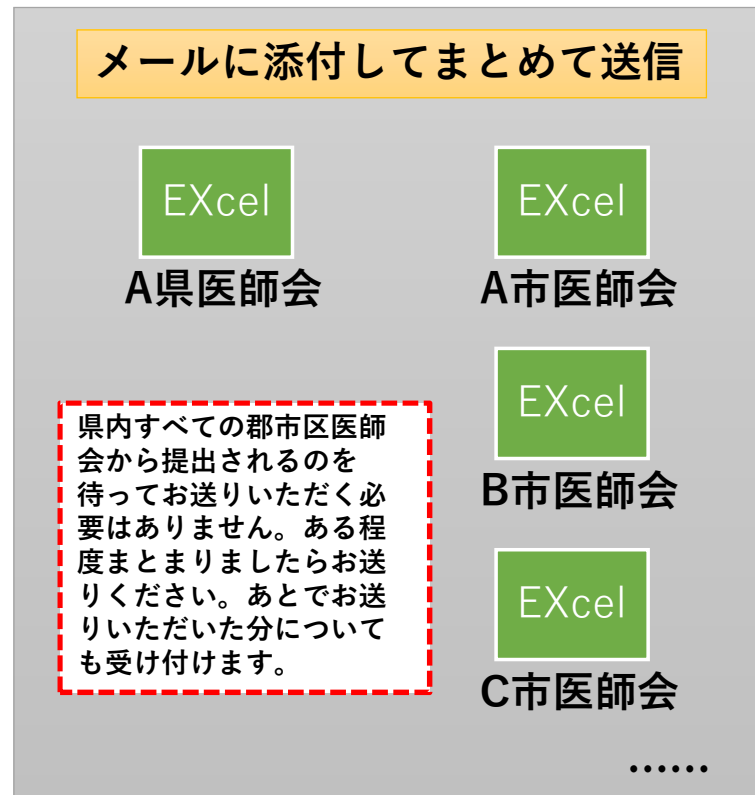 メールに添付してまとめて送信
EXcel
A県医師会
EXcel
A市医師会
EXcel
B市医師会
EXcel
C市医師会
県内すべての郡市区医師
会から提出されるのを
待ってお送りいただく必
要はありません。ある程
度まとまりましたらお送
りください。あとでお送
りいただいた分について
も受け付けます。
……